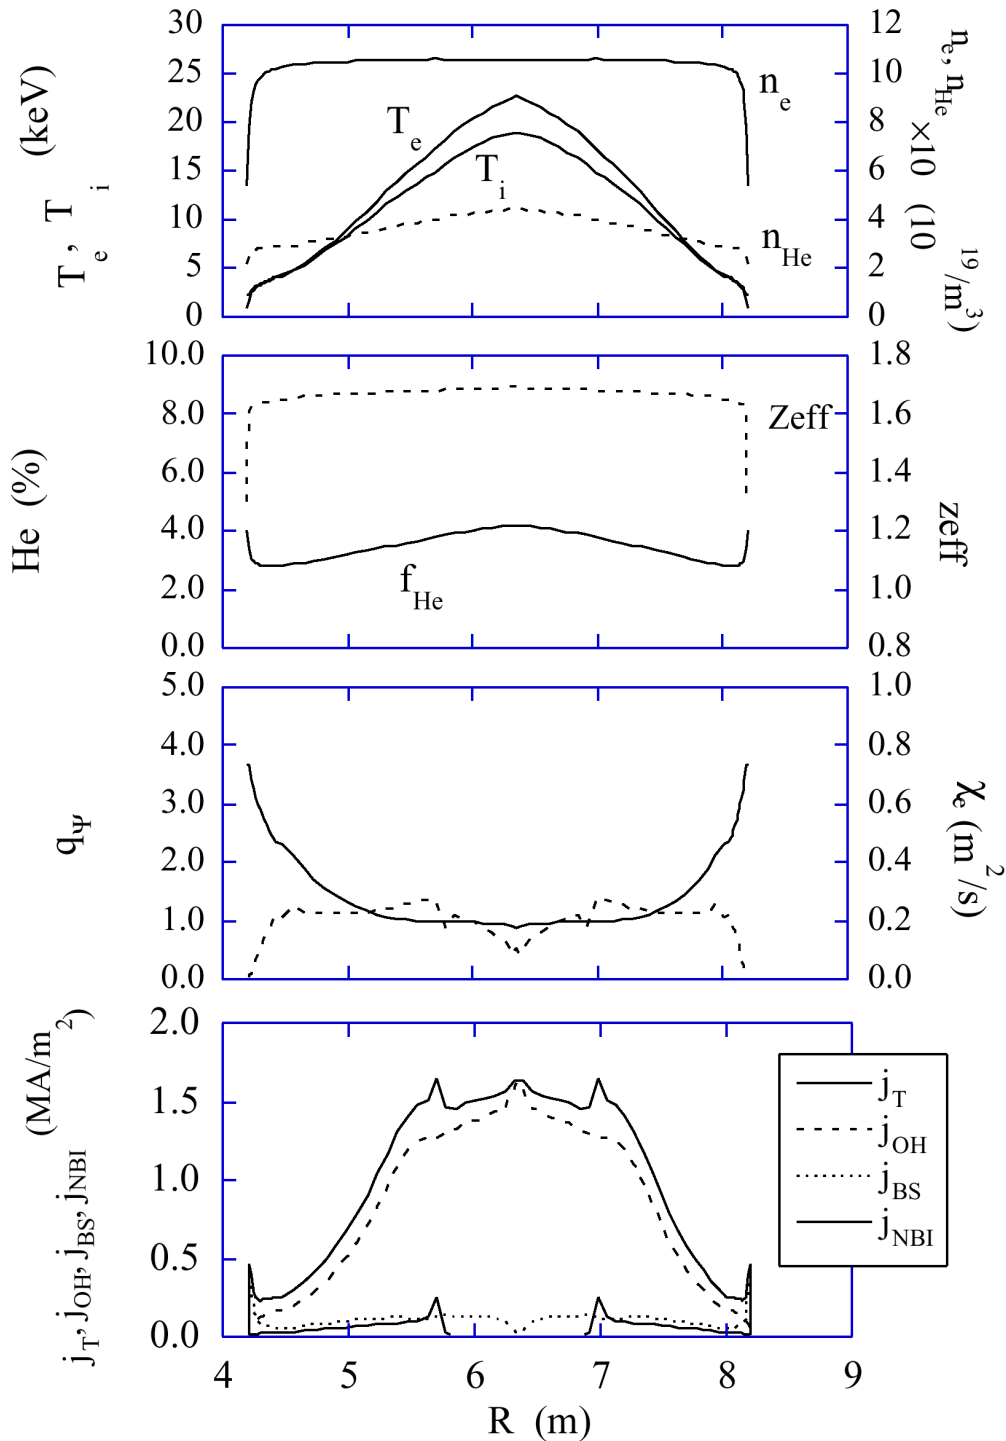 30
25
20
15
10
5
0
T_e, T_i (keV)
12
10
8
6
4
2
0
n_e, n_He ×10 (10^19/m^3)
n_e
T_e
T_i
n_He
10.0
8.0
6.0
4.0
2.0
0.0
He (%)
1.8
1.6
1.4
1.2
1.0
0.8
zeff
Zeff
f_He
5.0
4.0
3.0
2.0
1.0
0.0
q_Ψ
1.0
0.8
0.6
0.4
0.2
0.0
χ_e (m^2/s)
2.0
1.5
1.0
0.5
0.0
j_T, j_OH, j_BS, j_NBI (MA/m^2)
j_T
j_OH
j_BS
j_NBI
4 5 6 7 8 9
R (m)